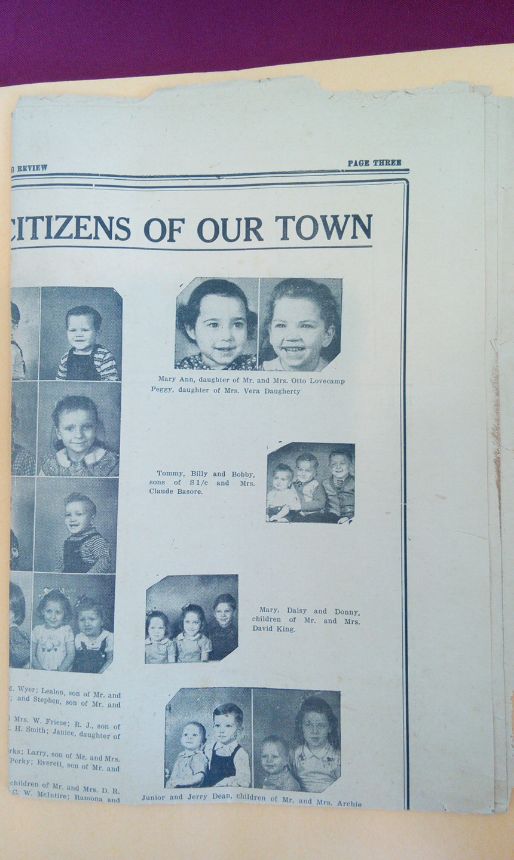 REVIEW
PAGE THREE
CITIZENS OF OUR TOWN
Mary Ann, daughter of Mr. and Mrs. Otto Lovecamp
Peggy, daughter of Mrs. Vera Daugherty
Tommy, Billy and Bobby,
sons of S1/c and Mrs.
Claude Basore.
Mary, Daisy and Donny,
children of Mr. and Mrs.
David King.
Wyer; Lealon, son of Mr. and
; and Stephen, son of Mr. and
Mrs. W. Friese; R. J., son of
H. Smith; Janice, daughter of
rks; Larry, son of Mr. and Mrs.
Perky; Everett, son of Mr. and
children of Mr. and Mrs. D. R.
C. W. McIntire; Ramona and
Junior and Jerry Dean, children of Mr. and Mrs. Archie